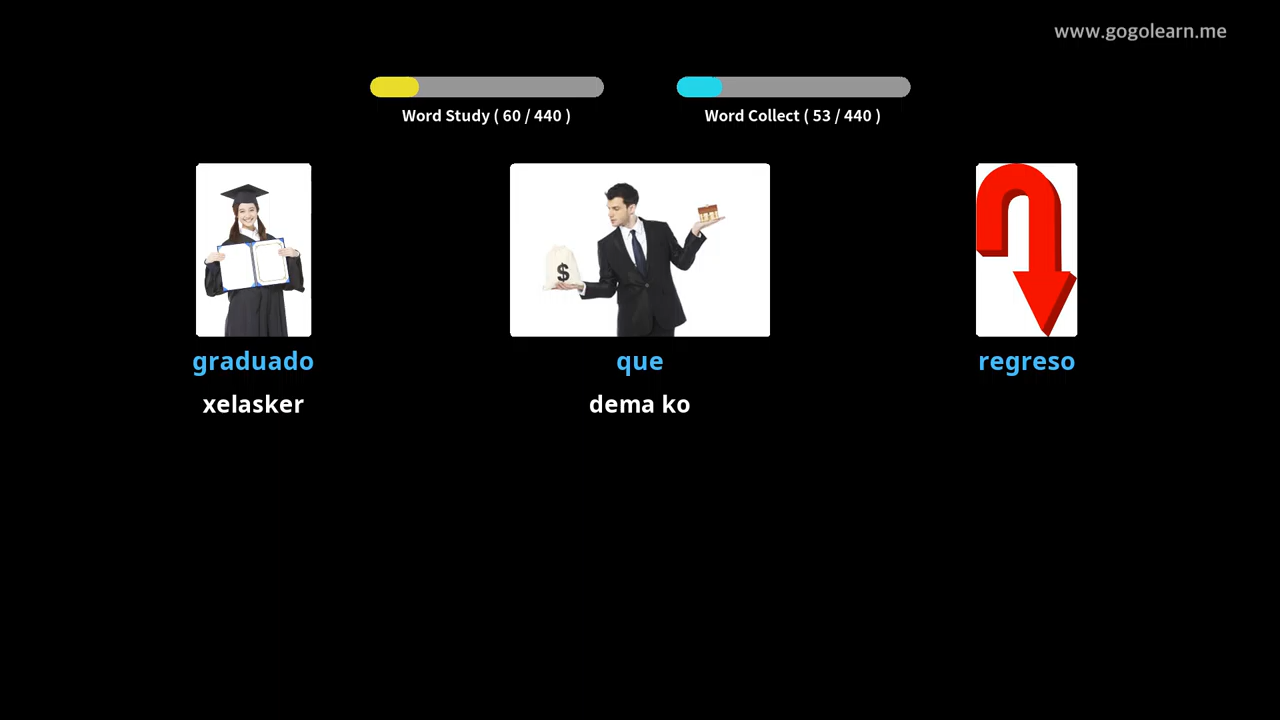 www.gogolearn.me
Word Study ( 60 / 440 )
Word Collect ( 53 / 440 )
$
graduado
que
regreso
xelasker
dema ko